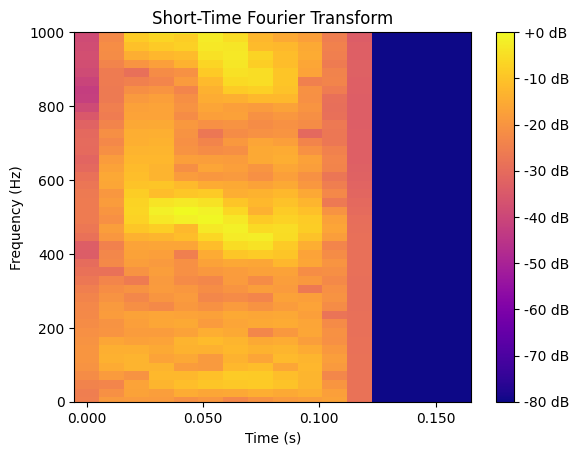 Short-Time Fourier Transform
Frequency (Hz)
1000
800
600
400
200
0
0.000
0.050
0.100
0.150
Time (s)
+0 dB
-10 dB
-20 dB
-30 dB
-40 dB
-50 dB
-60 dB
-70 dB
-80 dB